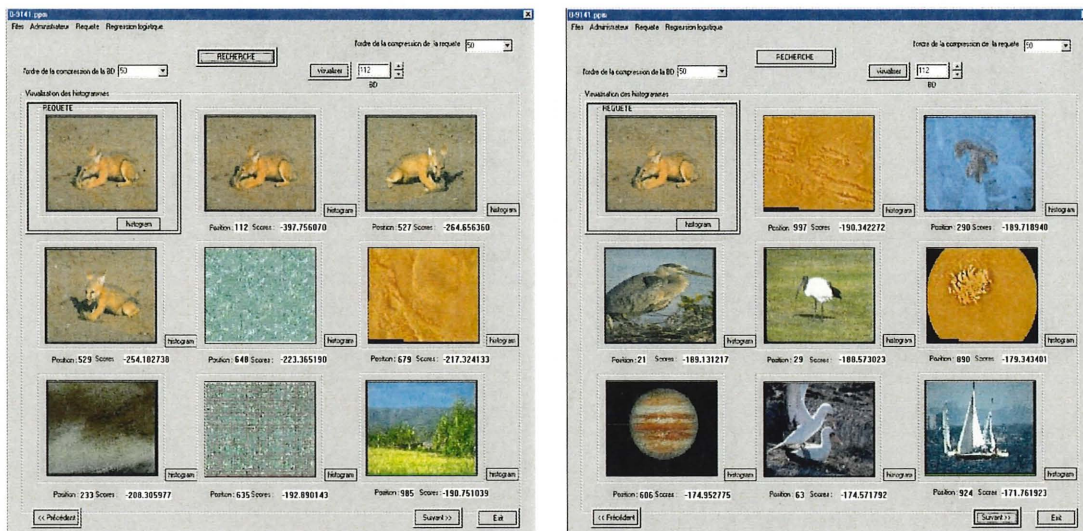 0-9141.ppm
Files Administrateur Requete Regression logistique
l'ordre de la compression de la requete 50
RECHERCHE
l'ordre de la compression de la BD 50
visualiser 112
BD
Visualisation des histogrammes
REQUETE
histogram
histogram
histogram
Position : 112 Scores : -397.756070
Position : 527 Scores : -264.656360
histogram
histogram
histogram
Position : 529 Scores : -254.182738
Position : 648 Scores : -223.365190
Position : 679 Scores : -217.324133
histogram
histogram
histogram
Position : 233 Scores : -208.305977
Position : 635 Scores : -192.890143
Position : 985 Scores : -190.751039
<< Précédent
Suivant >>
Exit
0-9141.ppm
Files Administrateur Requete Regression logistique
l'ordre de la compression de la requete 50
RECHERCHE
l'ordre de la compression de la BD 50
visualiser 112
BD
Visualisation des histogrammes
REQUETE
histogram
histogram
histogram
Position : 997 Scores : -190.342272
Position : 290 Scores : -189.718940
histogram
histogram
histogram
Position : 21 Scores : -189.131217
Position : 29 Scores : -188.573023
Position : 890 Scores : -179.343401
histogram
histogram
histogram
Position : 606 Scores : -174.952775
Position : 63 Scores : -174.571792
Position : 924 Scores : -171.761923
<< Précédent
Suivant >>
Exit